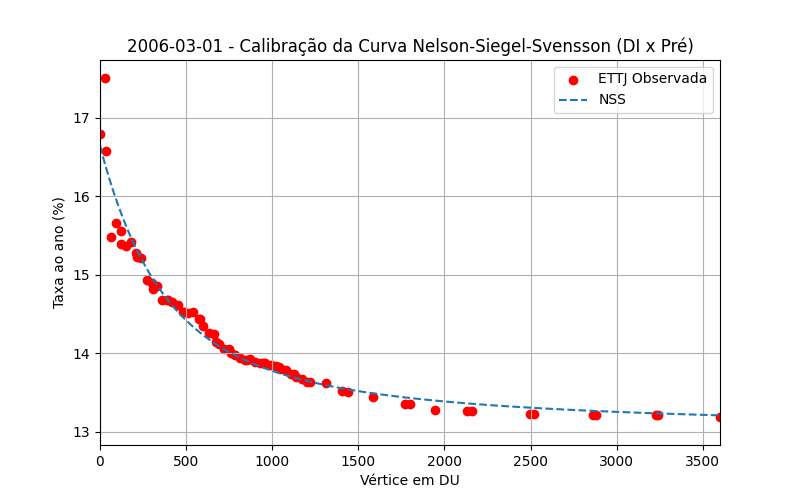 2006-03-01 - Calibração da Curva Nelson-Siegel-Svensson (DI x Pré)
ETTJ Observada
NSS
Taxa ao ano (%)
17
16
15
14
13
0 500 1000 1500 2000 2500 3000 3500
Vértice em DU